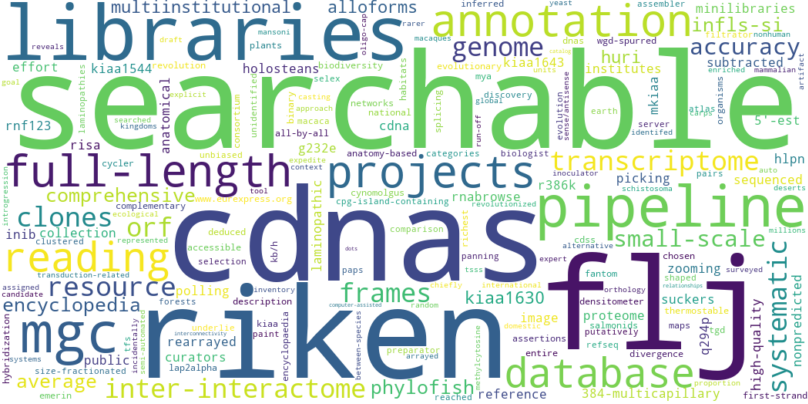 multiinstitutional alloforms
libraries annotation inferred yeast assembler minilibraries
rarer macaques oligo-cap mansoni filtrator nonhuman infls-si
reveals draft plants genome wgd-spurred dnas accuracy
effort kiaa1544 revolution holosteans biodiversity kiaa1643 huri institutes subtracted
goal laminopathies explicit selex habitats evolutionary units enriched mammalian artifact
searchable
rnf123 anatomical consortium unidentified binary casting approach macaca networks national mya discovery global splicing cdna evolution sense/antisense mkiaa atlas organisms 5'-est
searched kingdoms all-by-all earth server identifed carps
risa unbiased g232e anatomy-based categories run-off biologist transcriptome hlpn
full-length cycler expedite context projects cynomolgus rnabrowse inoculator picking pairs auto deserts
introgression comprehensive tool www.eurexpress.org cpg-island-containing r386k revolutionized schistosoma sequenced
complementary ecological laminopathic pipeline
clones orf deduced comparison richest millions
inib collection represented accessible cdnas cdss alternative small-scale
clustered selection kb/h panning
reading transduction-related dots paps tsss expert flj chosen surveyed systematic
assigned candidate resource polling inventory frames chiefly international fantom orthology zooming shaped relationships
encyclopedia forests description computer-assisted random kiaa1630 densitometer suckers thermostable nonpredicted
hybridization mgc tfs incidentally semi-automated underlie interconnectivity kiaa paint encyclopaedia riken between-species arrayed image domestic proteome salmonids maps q294p high-quality
public rearrayed assertions putatively tgd
systems size-fractionated curators lap2alpha preparator methylcytosine entire refseq divergence
average inter-interactome phylofish database proportion
emerin reached reference 384-multicapillary first-strand